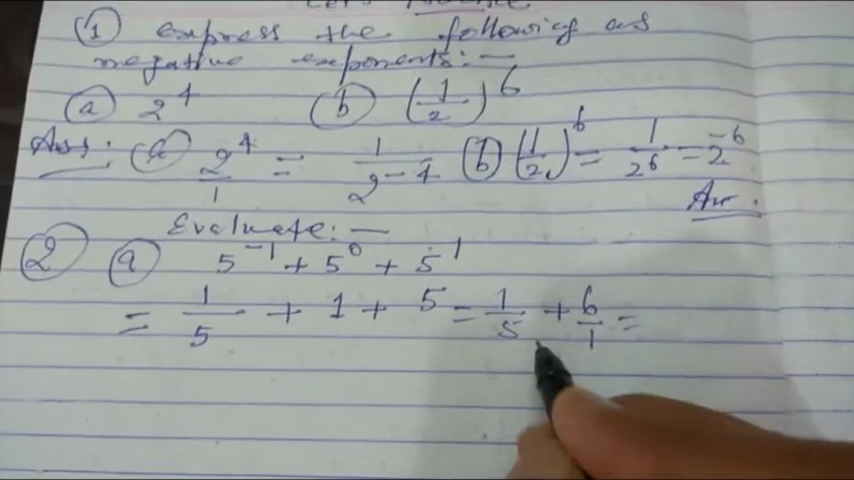 Let's Practice
① express the following as
negative exponents:—
ⓐ 2^4 ⓑ (1/2)^6
Ans: ⓐ 2^4/1 = 1/2^-4 ⓑ (1/2)^6 = 1/2^6 = 2^-6
Ans.
Evaluate:—
② ⓐ 5^-1 + 5^0 + 5^1
= 1/5 + 1 + 5 = 1/5 + 6/1 =